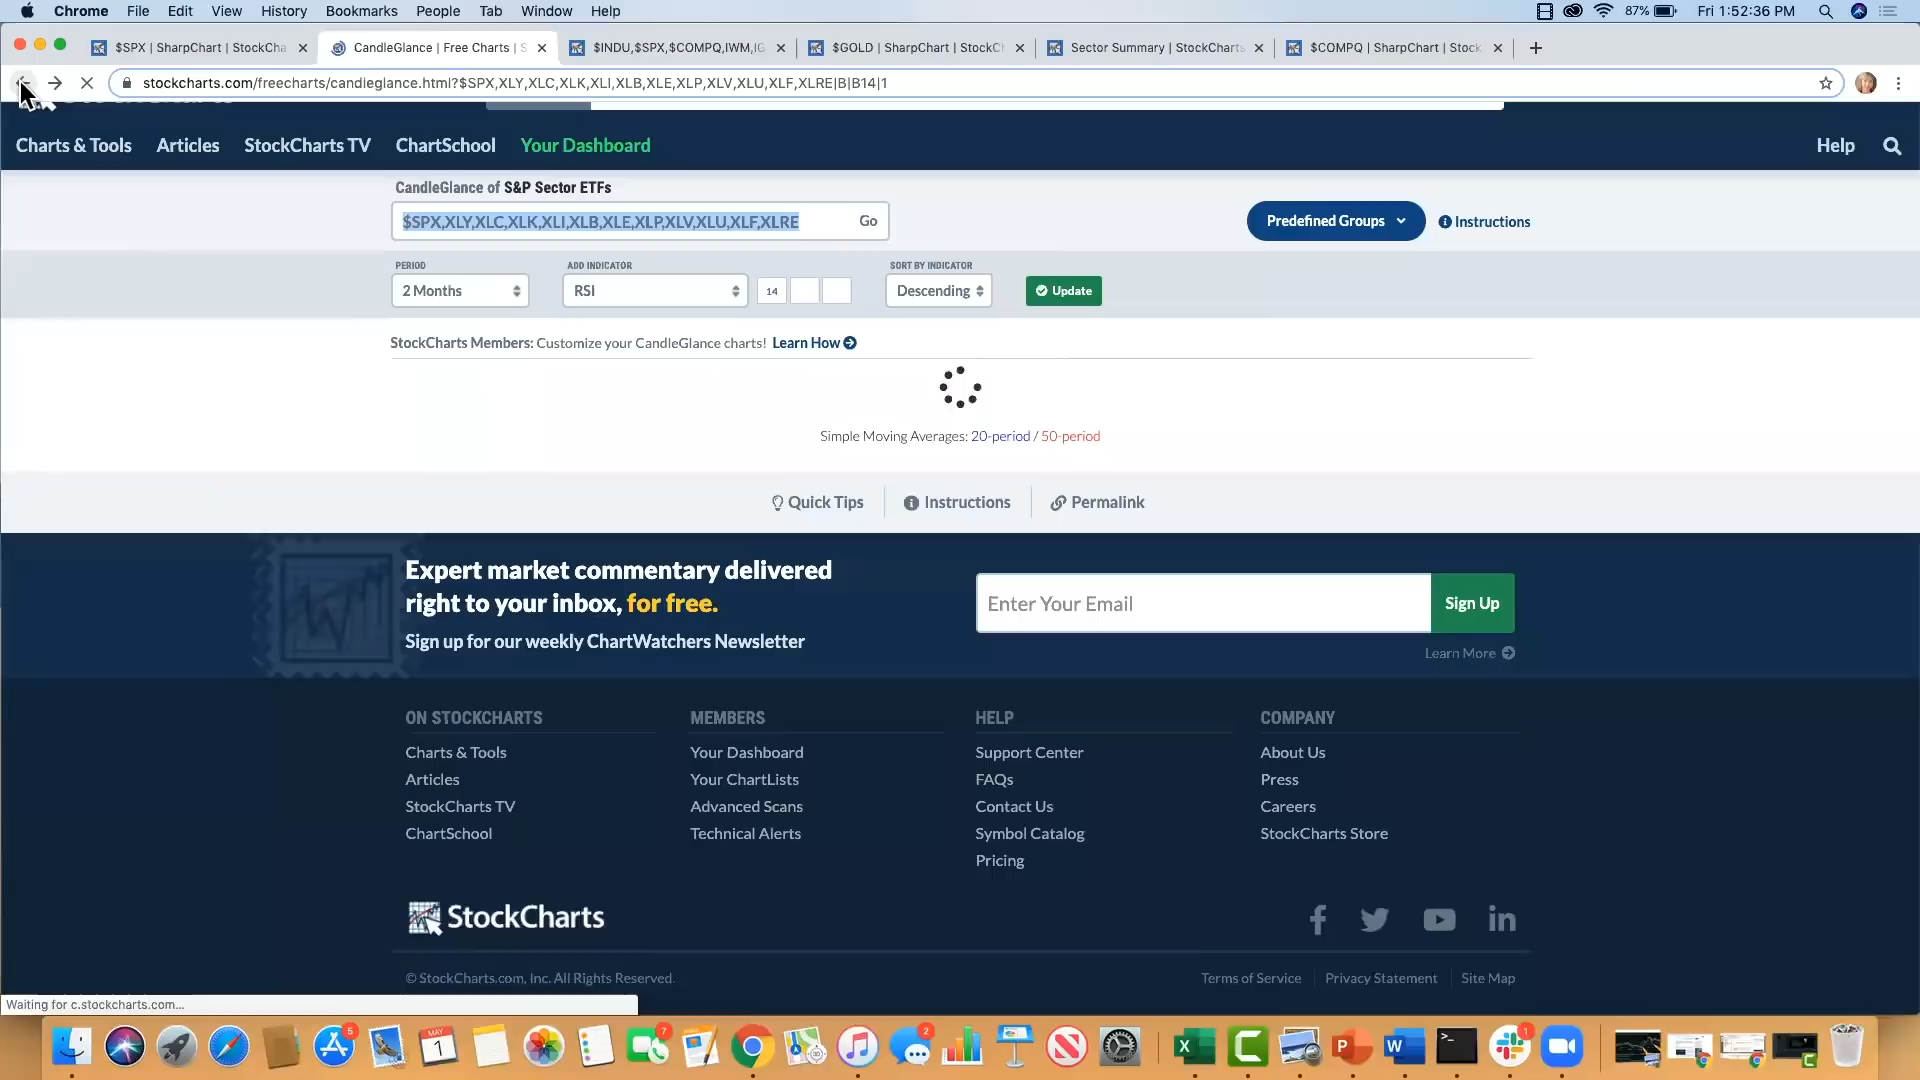 Chrome File Edit View History Bookmarks People Tab Window Help 87% Fri 1:52:36 PM
$SPX | SharpChart | StockCha CandleGlance | Free Charts | S $INDU,$SPX,$COMPQ,IWM,IG $GOLD | SharpChart | StockCh Sector Summary | StockCharts $COMPQ | SharpChart | Stock
stockcharts.com/freecharts/candleglance.html?$SPX,XLY,XLC,XLK,XLI,XLB,XLE,XLP,XLV,XLU,XLF,XLRE|B|B14|1
Charts & Tools Articles StockCharts TV ChartSchool Your Dashboard Help
CandleGlance of S&P Sector ETFs
$SPX,XLY,XLC,XLK,XLI,XLB,XLE,XLP,XLV,XLU,XLF,XLRE Go Predefined Groups Instructions
PERIOD ADD INDICATOR SORT BY INDICATOR
2 Months RSI 14 Descending Update
StockCharts Members: Customize your CandleGlance charts! Learn How
Simple Moving Averages: 20-period / 50-period
Quick Tips Instructions Permalink
Expert market commentary delivered
right to your inbox, for free.
Sign up for our weekly ChartWatchers Newsletter
Enter Your Email Sign Up
Learn More
ON STOCKCHARTS MEMBERS HELP COMPANY
Charts & Tools Your Dashboard Support Center About Us
Articles Your ChartLists FAQs Press
StockCharts TV Advanced Scans Contact Us Careers
ChartSchool Technical Alerts Symbol Catalog StockCharts Store
Pricing
StockCharts
© StockCharts.com, Inc. All Rights Reserved. Terms of Service Privacy Statement Site Map
Waiting for c.stockcharts.com...
5 MAY 1 7 2 1